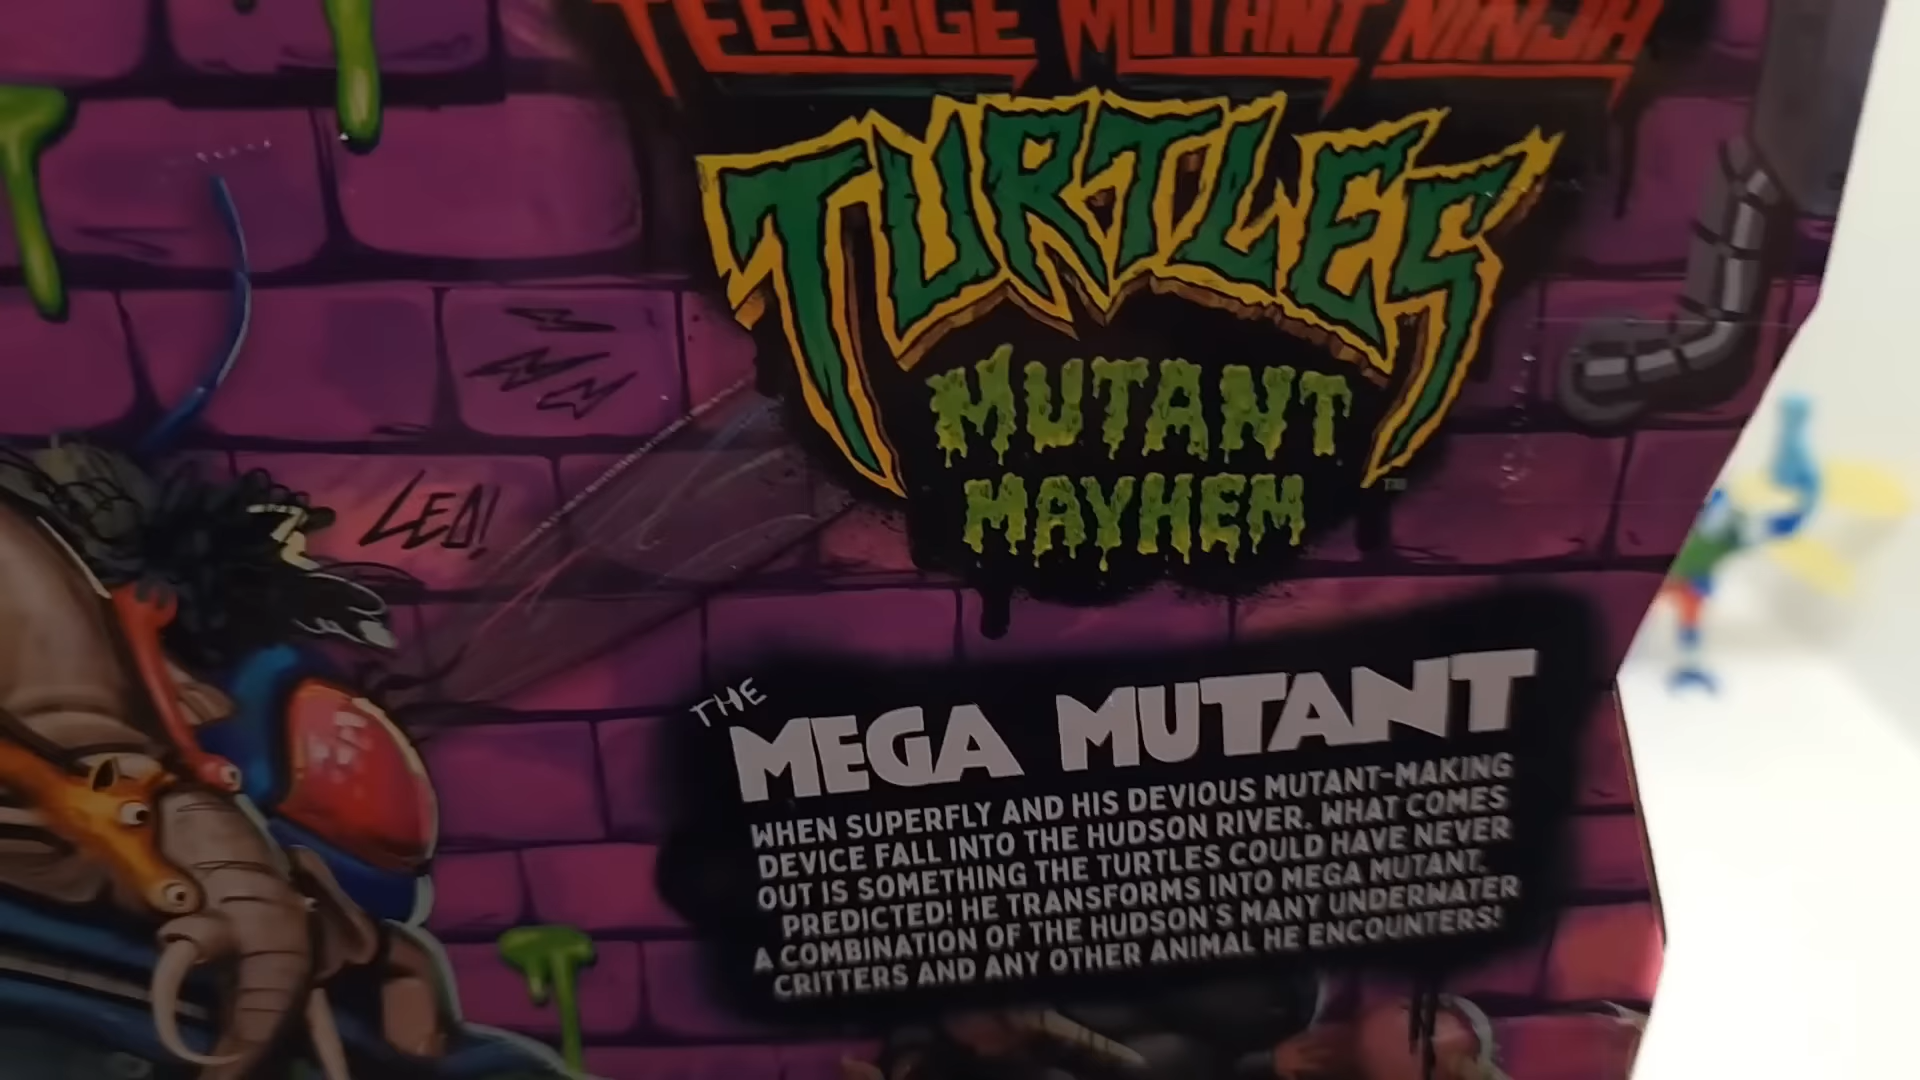 TEENAGE MUTANT NINJA
TURTLES
TM
MUTANT
MAYHEM
LEO!
THE
MEGA MUTANT
WHEN SUPERFLY AND HIS DEVIOUS MUTANT-MAKING
DEVICE FALL INTO THE HUDSON RIVER, WHAT COMES
OUT IS SOMETHING THE TURTLES COULD HAVE NEVER
PREDICTED! HE TRANSFORMS INTO MEGA MUTANT,
A COMBINATION OF THE HUDSON'S MANY UNDERWATER
CRITTERS AND ANY OTHER ANIMAL HE ENCOUNTERS!